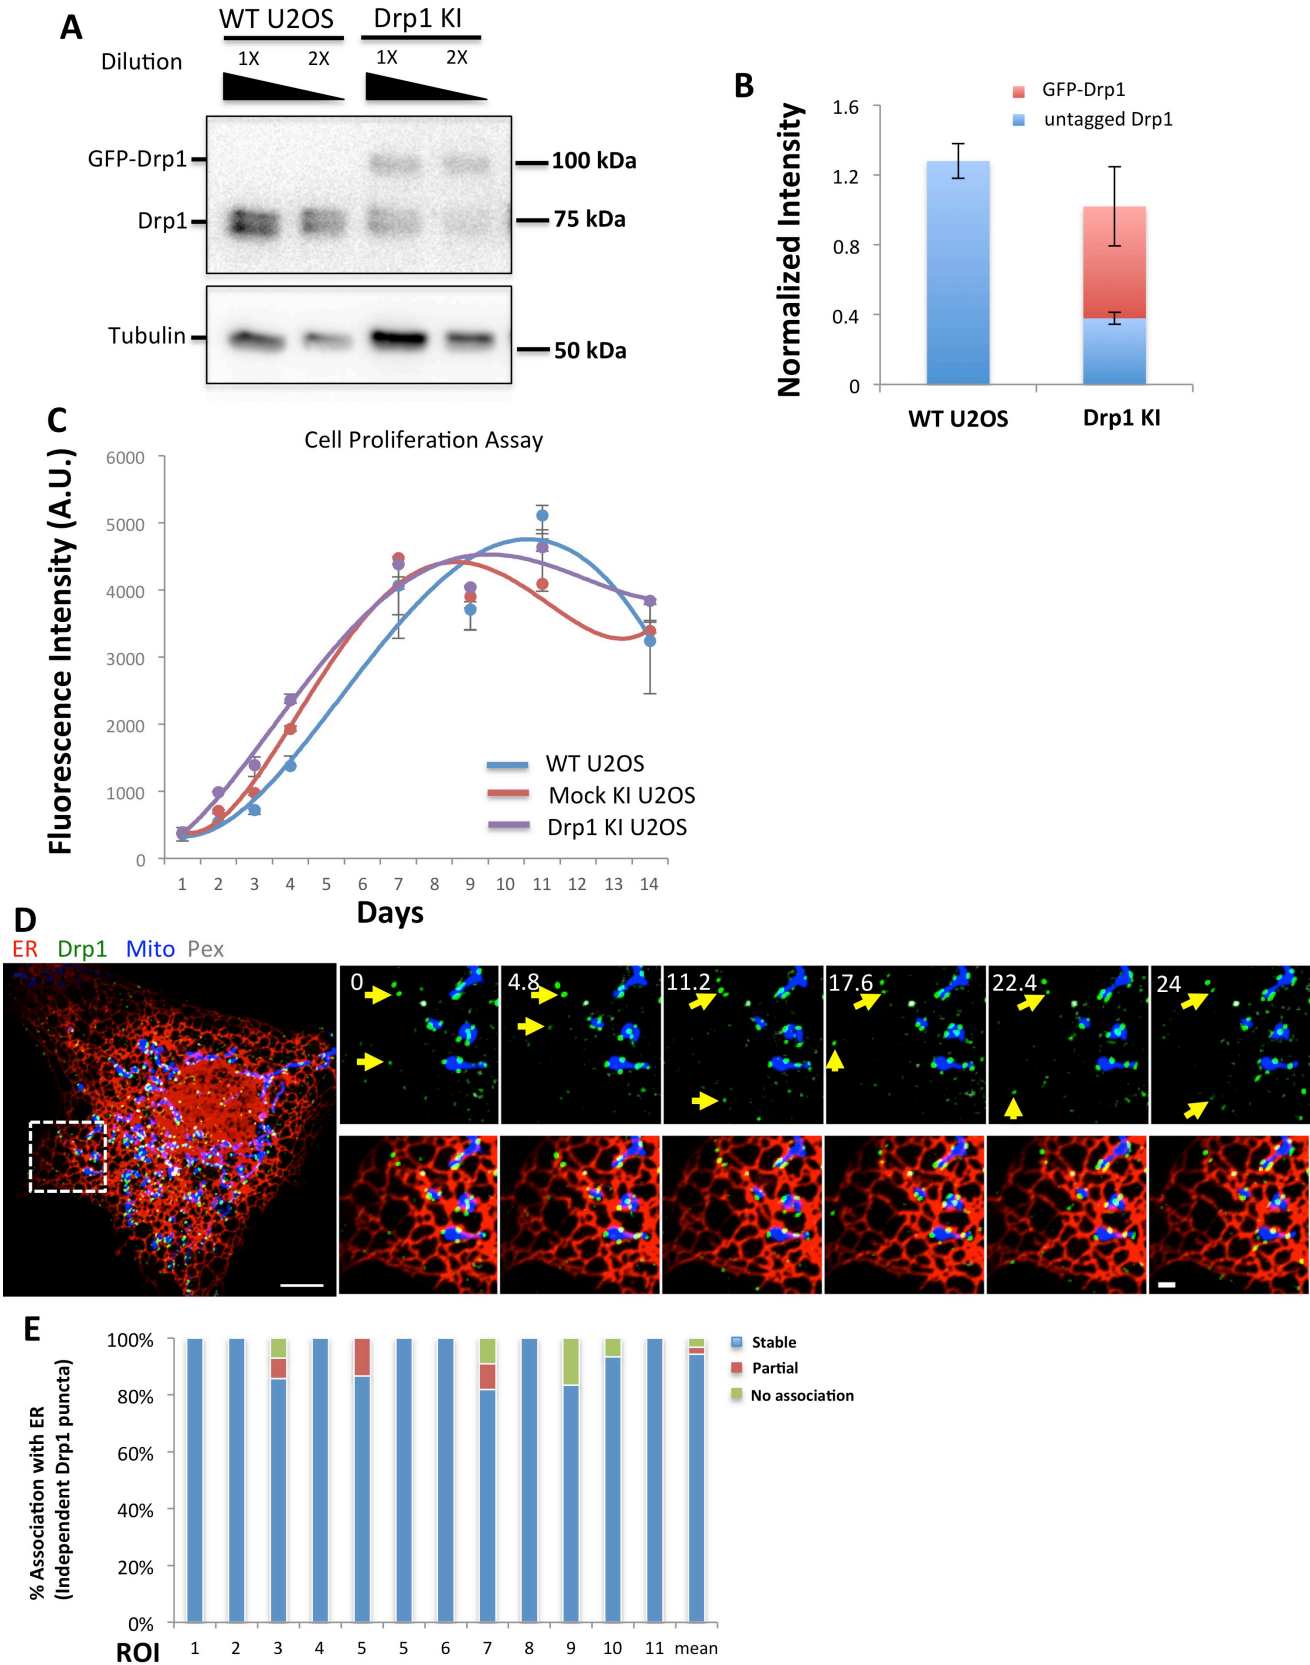 A
WT U2OS Drp1 KI
Dilution 1X 2X 1X 2X
GFP-Drp1 100 kDa
Drp1 75 kDa
Tubulin
50 kDa
B
GFP-Drp1
untagged Drp1
Normalized Intensity
1.6
1.2
0.8
0.4
0
WT U2OS Drp1 KI
C
Cell Proliferation Assay
Fluorescence Intensity (A.U.)
6000
5000
4000
3000
2000
1000
0
WT U2OS
Mock KI U2OS
Drp1 KI U2OS
1 2 3 4 5 6 7 8 9 10 11 12 13 14
Days
D
ER Drp1 Mito Pex
0 4.8 11.2 17.6 22.4 24
E
% Association with ER
(Independent Drp1 puncta)
100%
80%
60%
40%
20%
0%
Stable
Partial
No association
ROI 1 2 3 4 5 5 6 7 8 9 10 11 mean